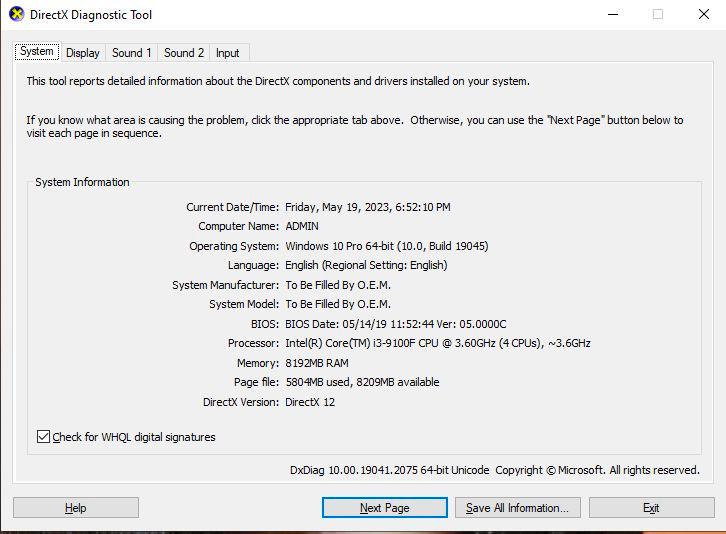 DirectX Diagnostic Tool
System Display Sound 1 Sound 2 Input
This tool reports detailed information about the DirectX components and drivers installed on your system.
If you know what area is causing the problem, click the appropriate tab above. Otherwise, you can use the "Next Page" button below to
visit each page in sequence.
System Information
Current Date/Time: Friday, May 19, 2023, 6:52:10 PM
Computer Name: ADMIN
Operating System: Windows 10 Pro 64-bit (10.0, Build 19045)
Language: English (Regional Setting: English)
System Manufacturer: To Be Filled By O.E.M.
System Model: To Be Filled By O.E.M.
BIOS: BIOS Date: 05/14/19 11:52:44 Ver: 05.0000C
Processor: Intel(R) Core(TM) i3-9100F CPU @ 3.60GHz (4 CPUs), ~3.6GHz
Memory: 8192MB RAM
Page file: 5804MB used, 8209MB available
DirectX Version: DirectX 12
Check for WHQL digital signatures
DxDiag 10.00.19041.2075 64-bit Unicode Copyright © Microsoft. All rights reserved.
Help Next Page Save All Information... Exit